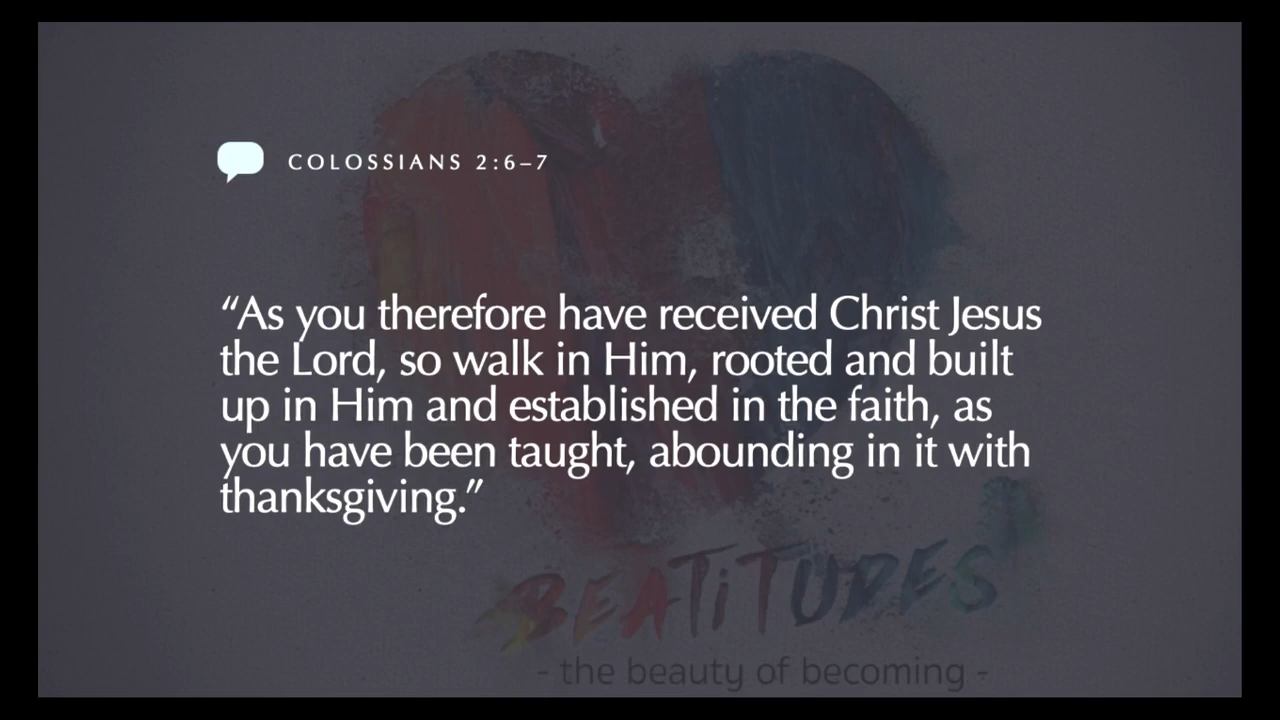 COLOSSIANS 2:6–7
“As you therefore have received Christ Jesus
the Lord, so walk in Him, rooted and built
up in Him and established in the faith, as
you have been taught, abounding in it with
thanksgiving.”
BEATiTUDES
- the beauty of becoming -